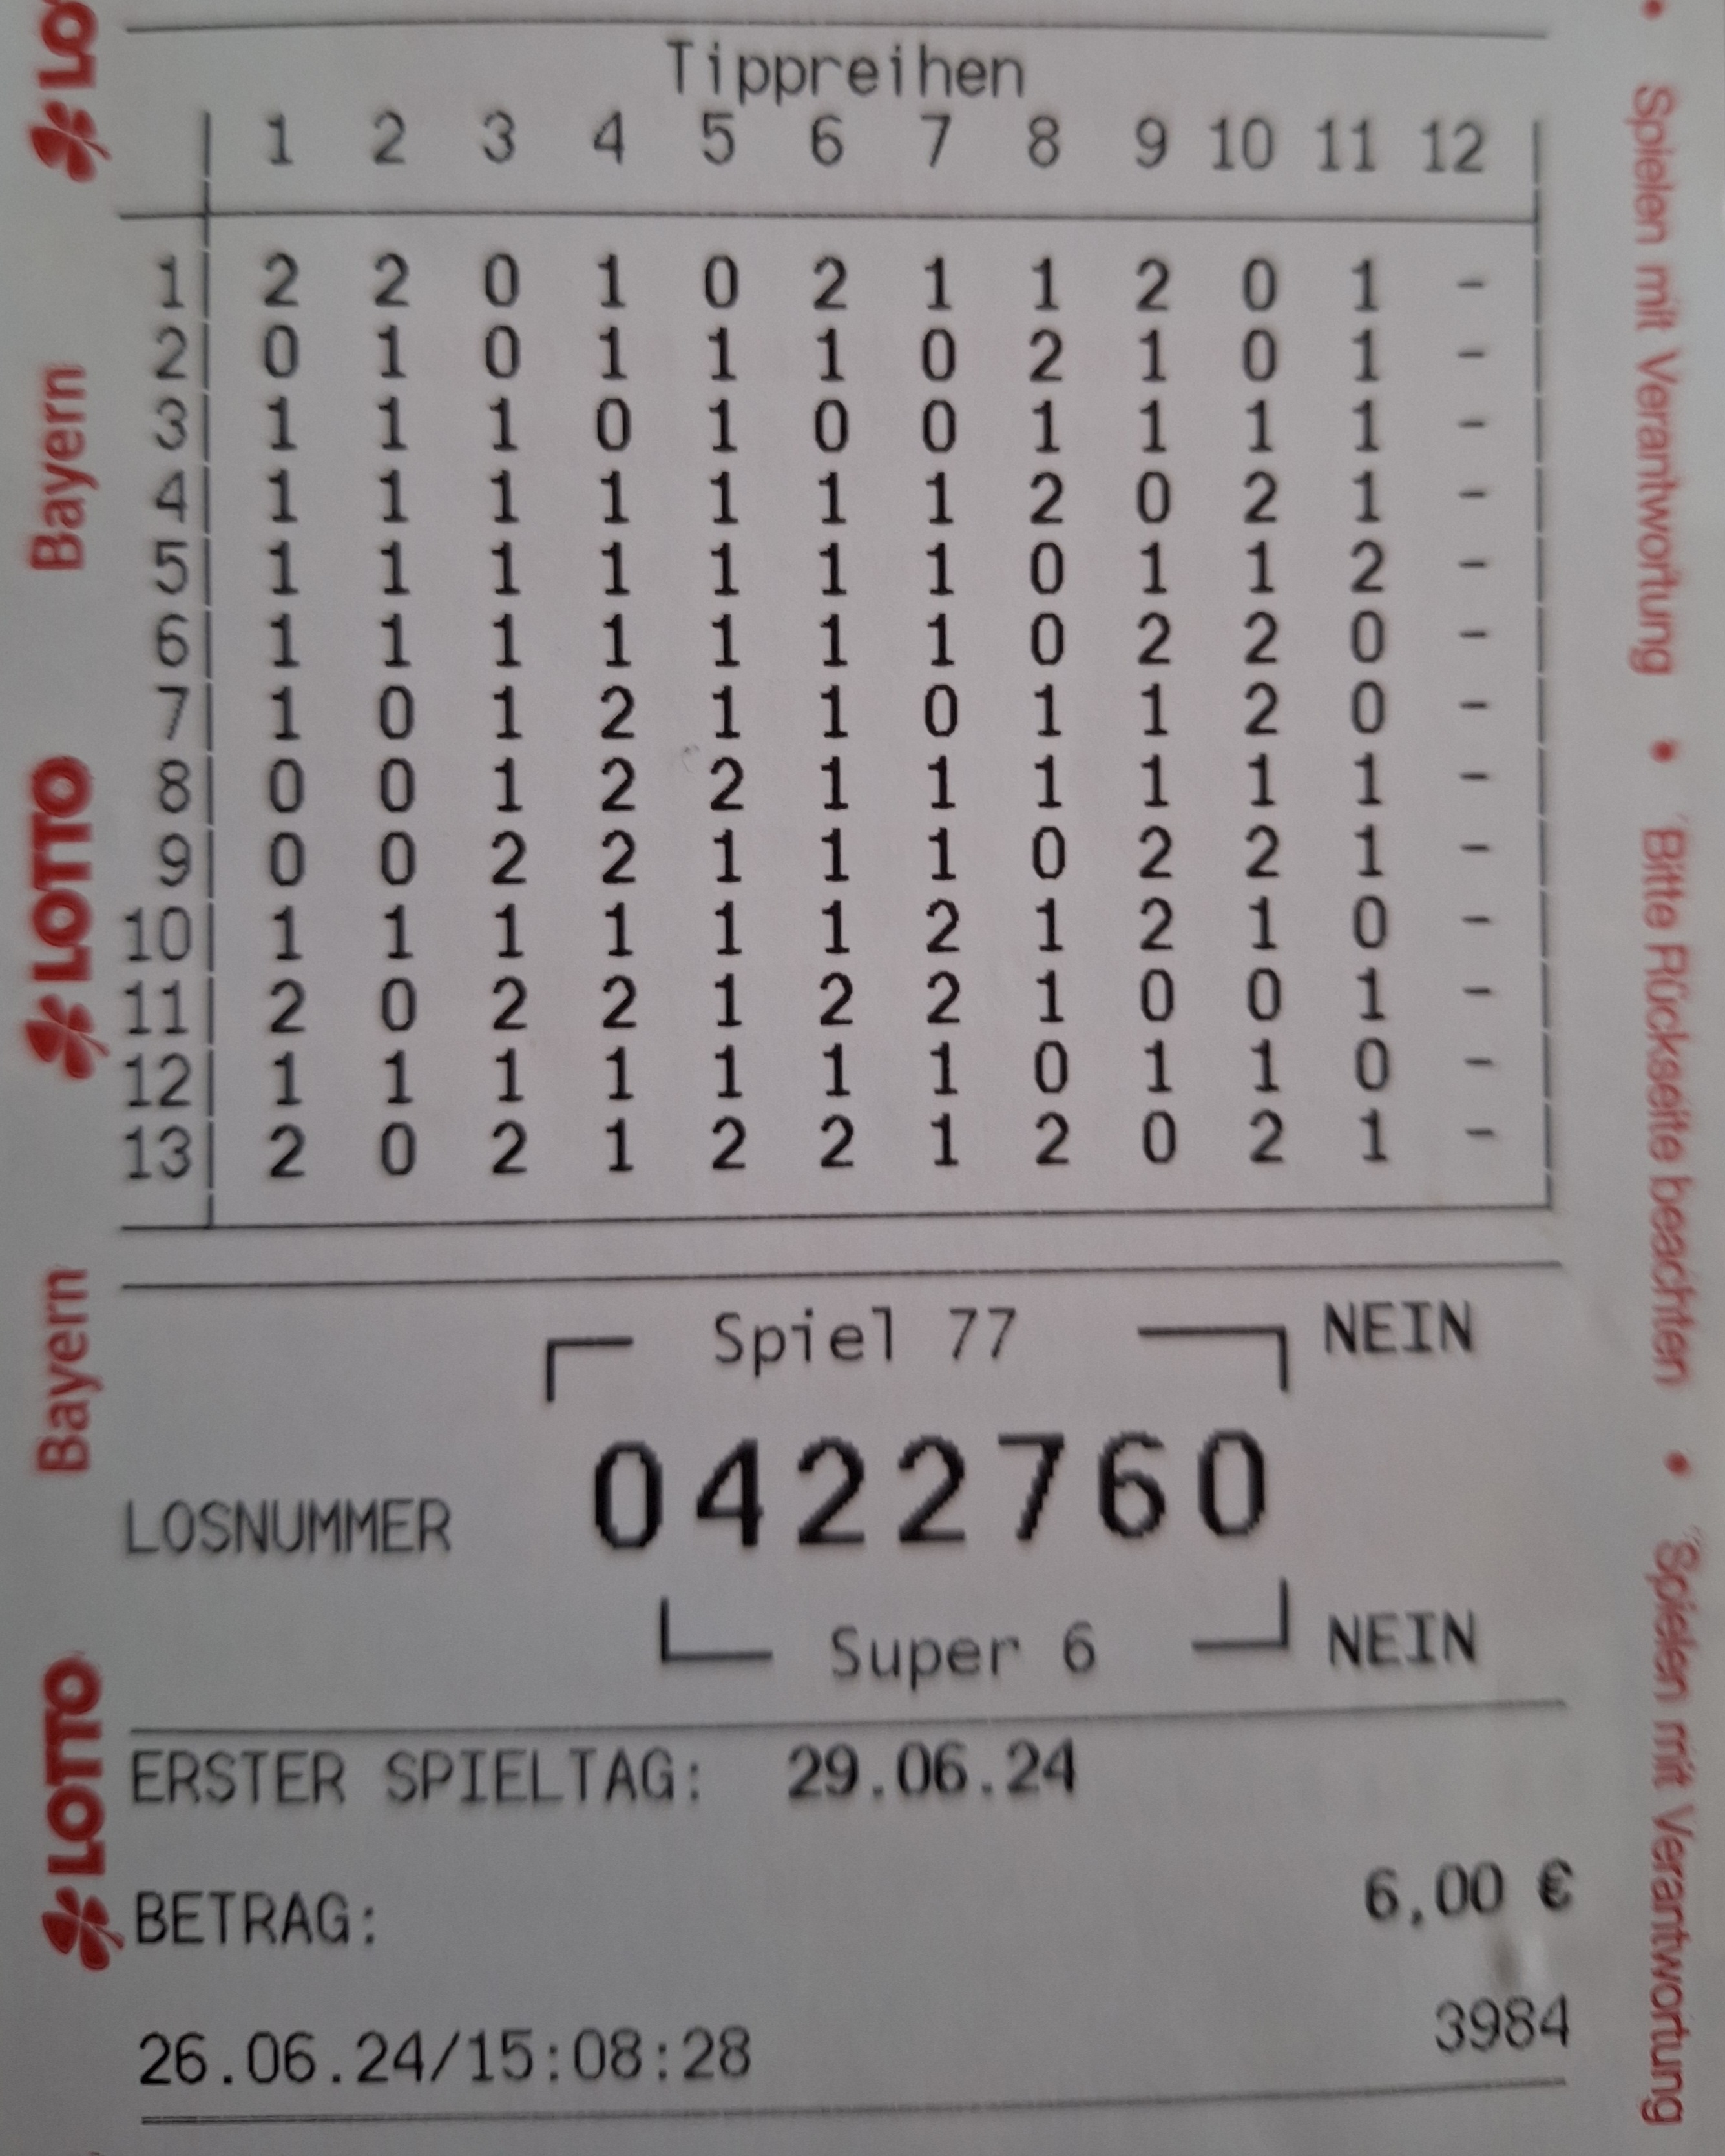 Tippreihen
1 2 3 4 5 6 7 8 9 10 11 12
1 2 2 0 1 0 2 1 1 2 0 1 -
2 0 1 0 1 1 1 0 2 1 0 1 -
3 1 1 1 0 1 0 0 1 1 1 1 -
4 1 1 1 1 1 1 1 2 0 2 1 -
5 1 1 1 1 1 1 1 0 1 1 2 -
6 1 1 1 1 1 1 1 0 2 2 0 -
7 1 0 1 2 1 1 0 1 1 2 0 -
8 0 0 1 2 2 1 1 1 1 1 1 -
9 0 0 2 2 1 1 1 0 2 2 1 -
10 1 1 1 1 1 1 2 1 2 1 0 -
11 2 0 2 2 1 2 2 1 0 0 1 -
12 1 1 1 1 1 1 1 0 1 1 0 -
13 2 0 2 1 2 2 1 2 0 2 1 -
Spiel 77 NEIN
LOSNUMMER 0422760
Super 6 NEIN
ERSTER SPIELTAG: 29.06.24
BETRAG: 6,00 €
3984
26.06.24/15:08:28
LOTTO Bayern LOTTO Bayern LO
• Spielen mit Verantwortung • Bitte Rückseite beachten • Spielen mit Verantwortung